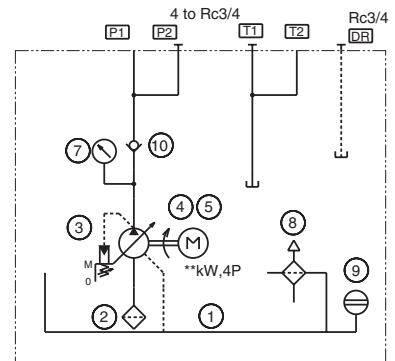 4 to Rc3/4
Rc3/4
P1 P2 T1 T2 DR
7 10
3 4 5
M
**kW,4P
8
9
M
0
2 1